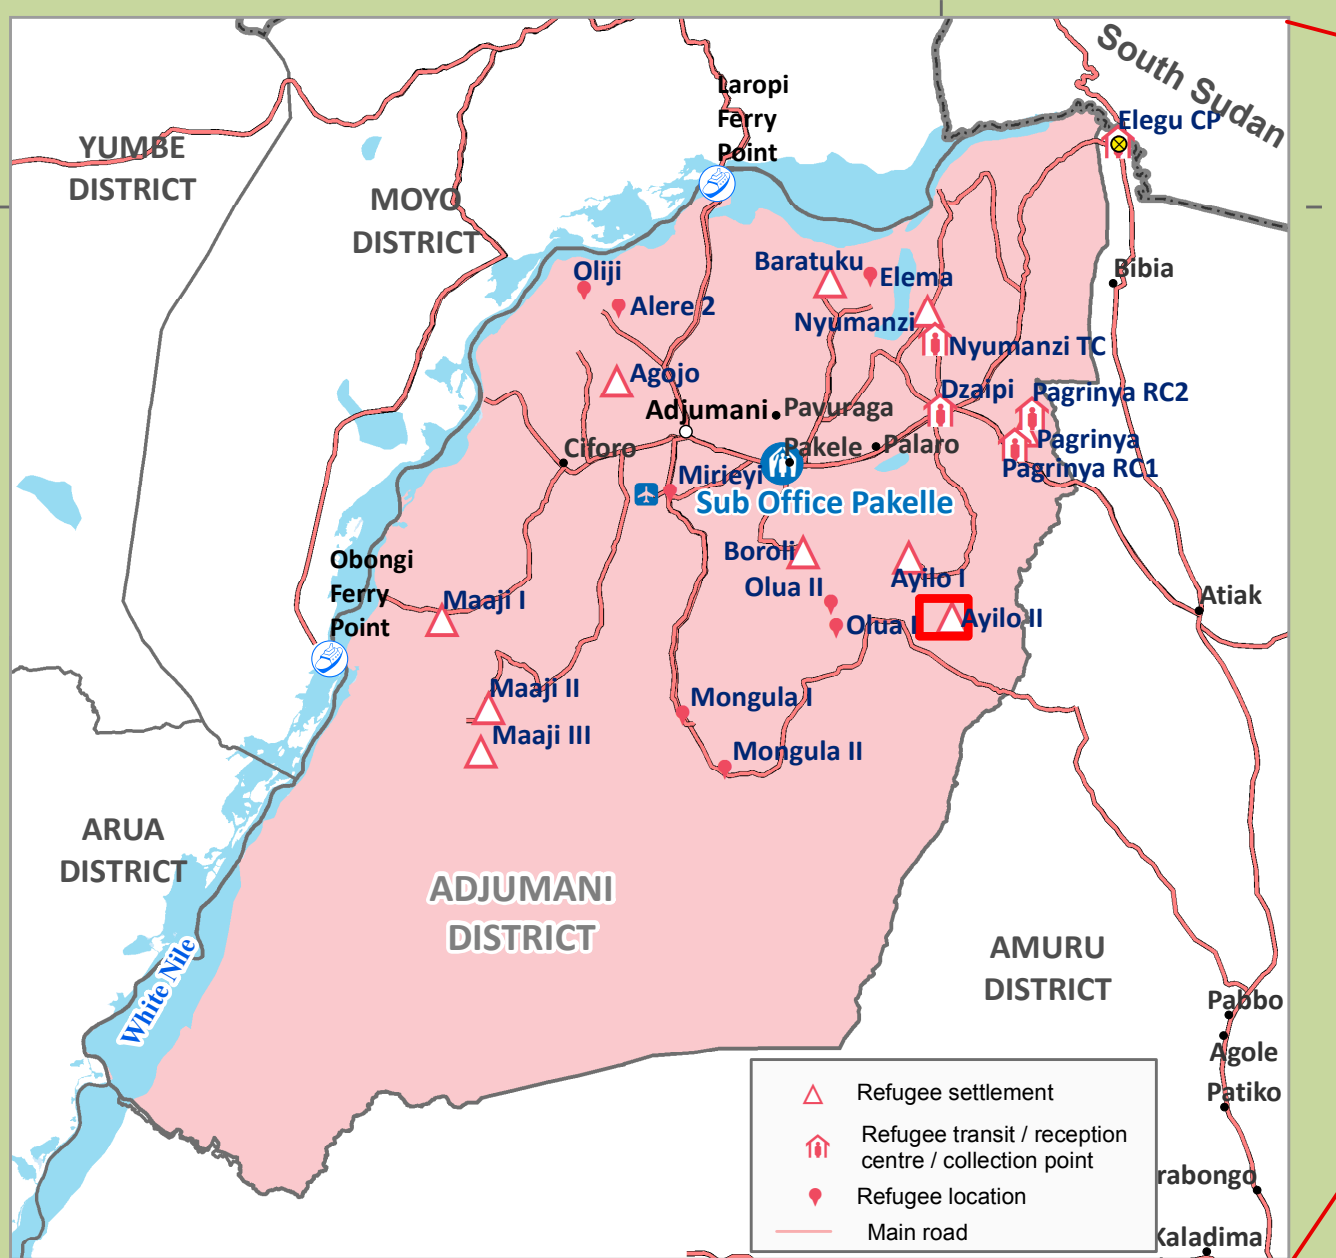 South Sudan
Laropi
Ferry
Point
Elegu CP
YUMBE
DISTRICT
MOYO
DISTRICT
Bibia
Baratuku
Elema
Oliji
Alere 2
Nyumanzi
Nyumanzi TC
Agojo
Dzaipi
Pagrinya RC2
Adjumani
Pavuraga
Pagrinya
Ciforo
Pakele
Palaro
Pagrinya RC1
Mirieyi
Sub Office Pakelle
Boroli
Ayilo I
Obongi
Ferry
Point
Olua II
Maaji I
Atiak
Olua I
Ayilo II
Maaji II
Mongula I
Maaji III
Mongula II
ARUA
DISTRICT
ADJUMANI
DISTRICT
White Nile
AMURU
DISTRICT
Pabbo
Agole
Patiko
rabongo
Kaladima
Refugee settlement
Refugee transit / reception
centre / collection point
Refugee location
Main road